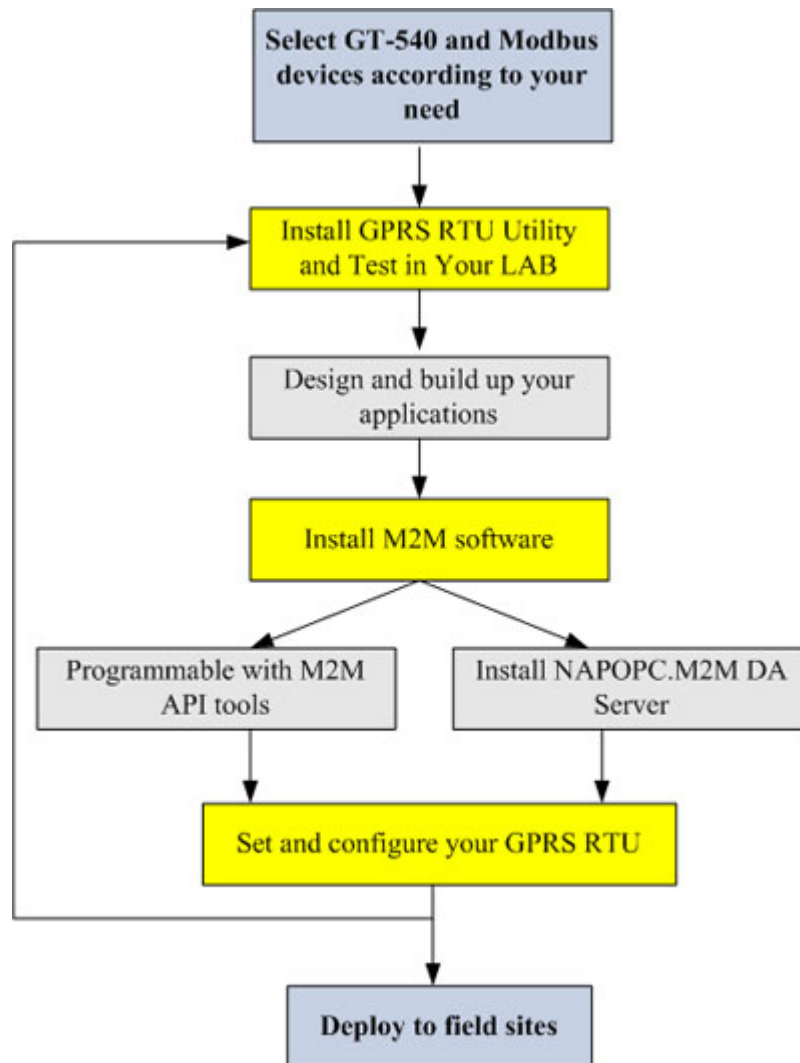 Select GT-540 and Modbus
devices according to your
need
Install GPRS RTU Utility
and Test in Your LAB
Design and build up your
applications
Install M2M software
Programmable with M2M
API tools
Install NAPOPC.M2M DA
Server
Set and configure your GPRS RTU
Deploy to field sites